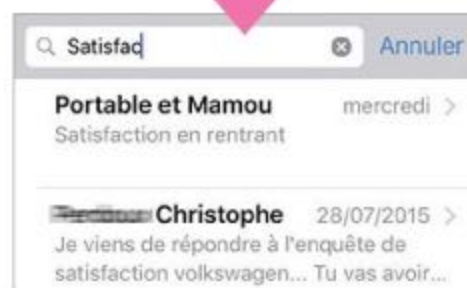 Satisfac
Annuler
Portable et Mamou mercredi
Satisfaction en rentrant
Christophe 28/07/2015
Je viens de répondre à l'enquête de
satisfaction volkswagen... Tu vas avoir...